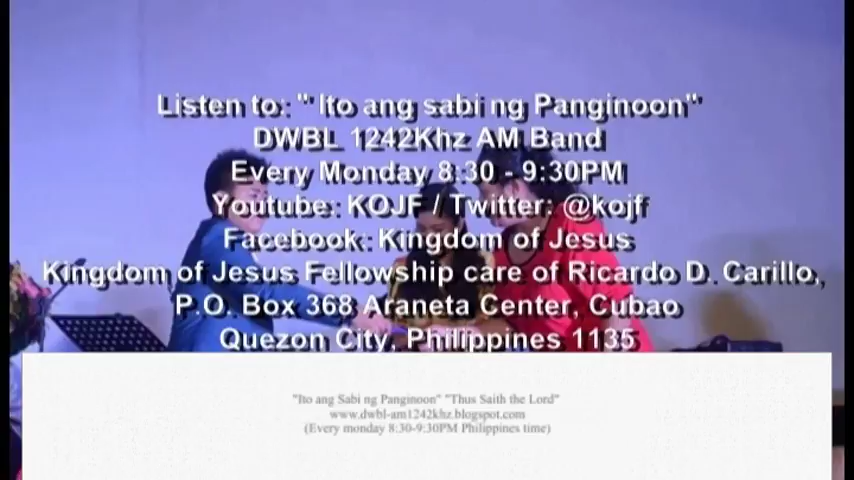 Listen to: " Ito ang sabi ng Panginoon"
DWBL 1242Khz AM Band
Every Monday 8:30 - 9:30PM
Youtube: KOJF / Twitter: @kojf
Facebook: Kingdom of Jesus
Kingdom of Jesus Fellowship care of Ricardo D. Carillo,
P.O. Box 368 Araneta Center, Cubao
Quezon City, Philippines 1135
"Ito ang Sabi ng Panginoon" "Thus Saith the Lord"
www.dwbl-am1242khz.blogspot.com
(Every monday 8:30-9:30PM Philippines time)